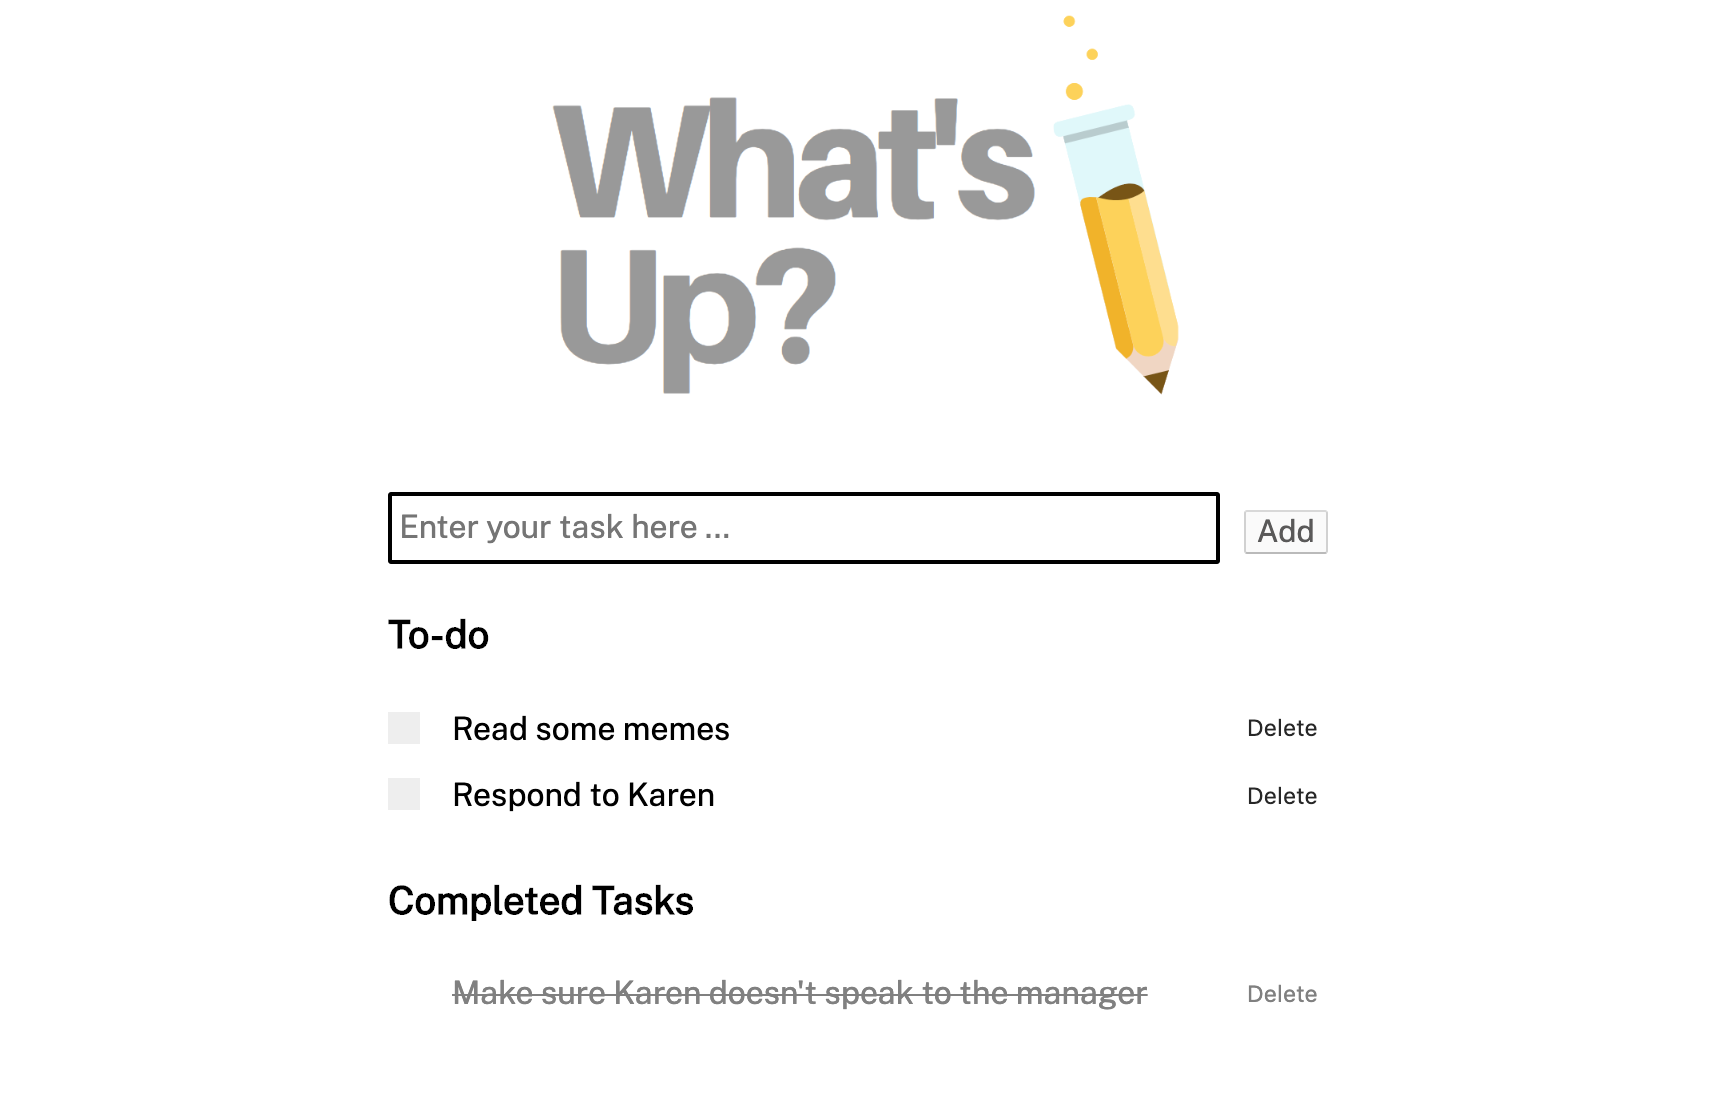 What's
Up?
Enter your task here ...
Add
To-do
Read some memes
Delete
Respond to Karen
Delete
Completed Tasks
Make sure Karen doesn't speak to the manager
Delete